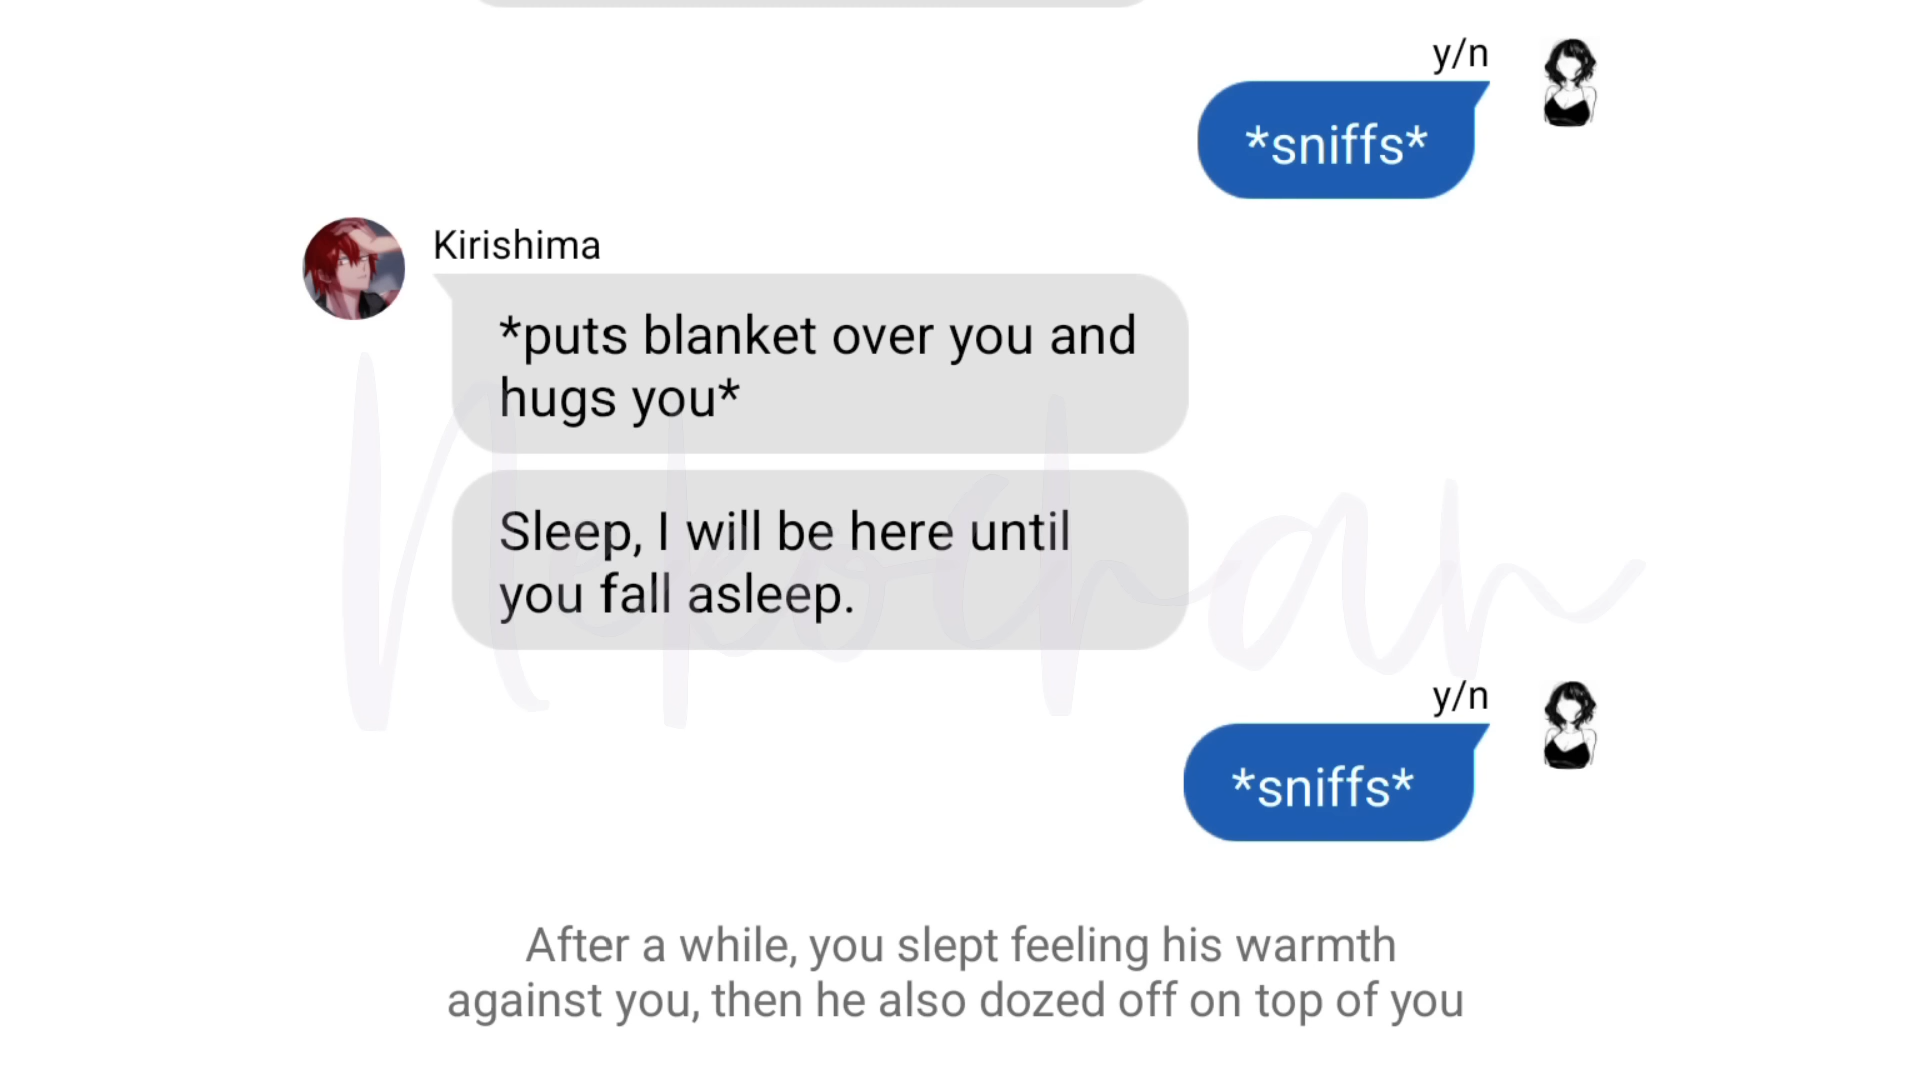 y/n
*sniffs*
Kirishima
*puts blanket over you and
hugs you*
Sleep, I will be here until
you fall asleep.
Nekochan
y/n
*sniffs*
After a while, you slept feeling his warmth
against you, then he also dozed off on top of you